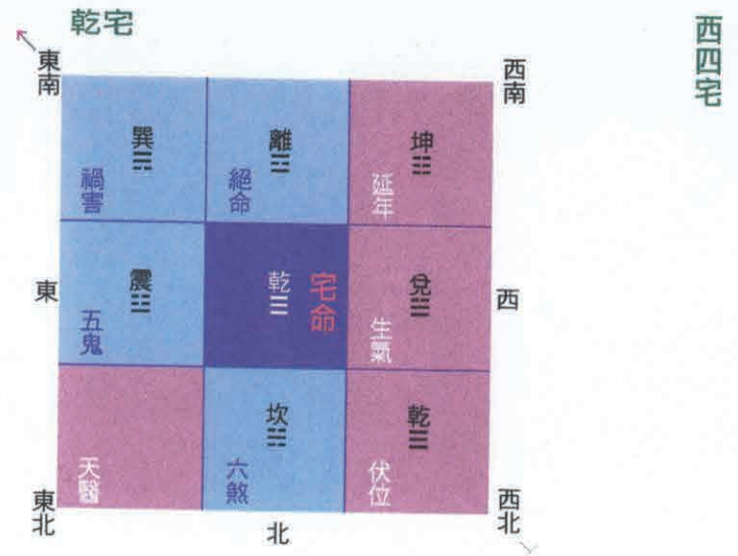 乾宅
西四宅
東南
西南
巽☴
禍害
離☲
絕命
坤☷
延年
東
震☳
五鬼
乾☰
宅命
兌☱
生氣
西
天醫
坎☵
六煞
乾☰
伏位
東北
北
西北